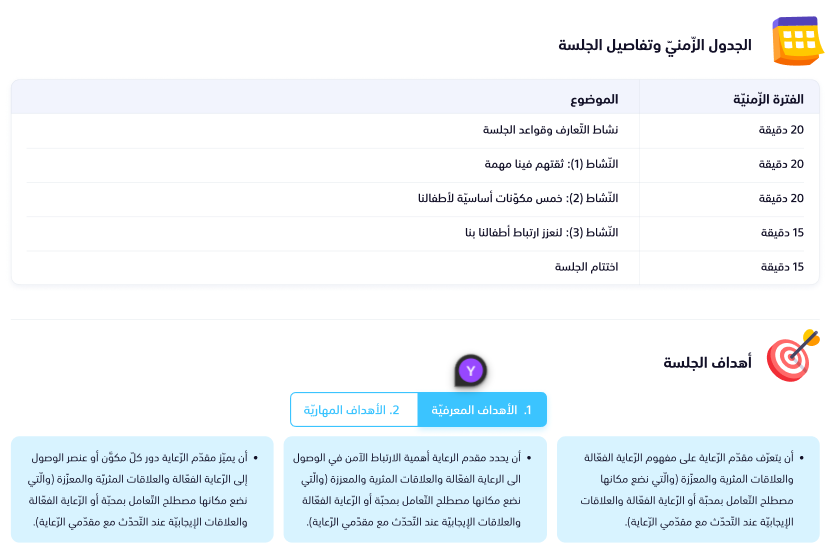 الجدول الزّمنيّ وتفاصيل الجلسة
الفترة الزّمنيّة الموضوع
20 دقيقة نشاط التّعارف وقواعد الجلسة
20 دقيقة النّشاط (1): ثقتهم فينا مهمة
20 دقيقة النّشاط (2): خمس مكوّنات أساسيّة لأطفالنا
15 دقيقة النّشاط (3): لنعزز ارتباط أطفالنا بنا
15 دقيقة اختتام الجلسة
أهداف الجلسة
Y
1. الأهداف المعرفيّة
2. الأهداف المهاريّة
• أن يتعرّف مقدّم الرّعاية على مفهوم الرّعاية الفعّالة
والعلاقات المثرية والمعزّزة (والّتي نضع مكانها
مصطلح التّعامل بمحبّة أو الرّعاية الفعّالة والعلاقات
الإيجابيّة عند التّحدّث مع مقدّمي الرّعاية).
• أن يحدد مقدم الرعاية أهمية الارتباط الآمن في الوصول
الى الرعاية الفعّالة والعلاقات المثرية والمعززة (والّتي
نضع مكانها مصطلح التّعامل بمحبّة أو الرّعاية الفعّالة
والعلاقات الإيجابيّة عند التّحدّث مع مقدّمي الرّعاية).
• أن يميّز مقدّم الرّعاية دور كلّ مكوّن أو عنصر الوصول
إلى الرّعاية الفعّالة والعلاقات المثريّة والمعزّزة (والّتي
نضع مكانها مصطلح التّعامل بمحبّة أو الرّعاية الفعّالة
والعلاقات الإيجابيّة عند التّحدّث مع مقدّمي الرّعاية).